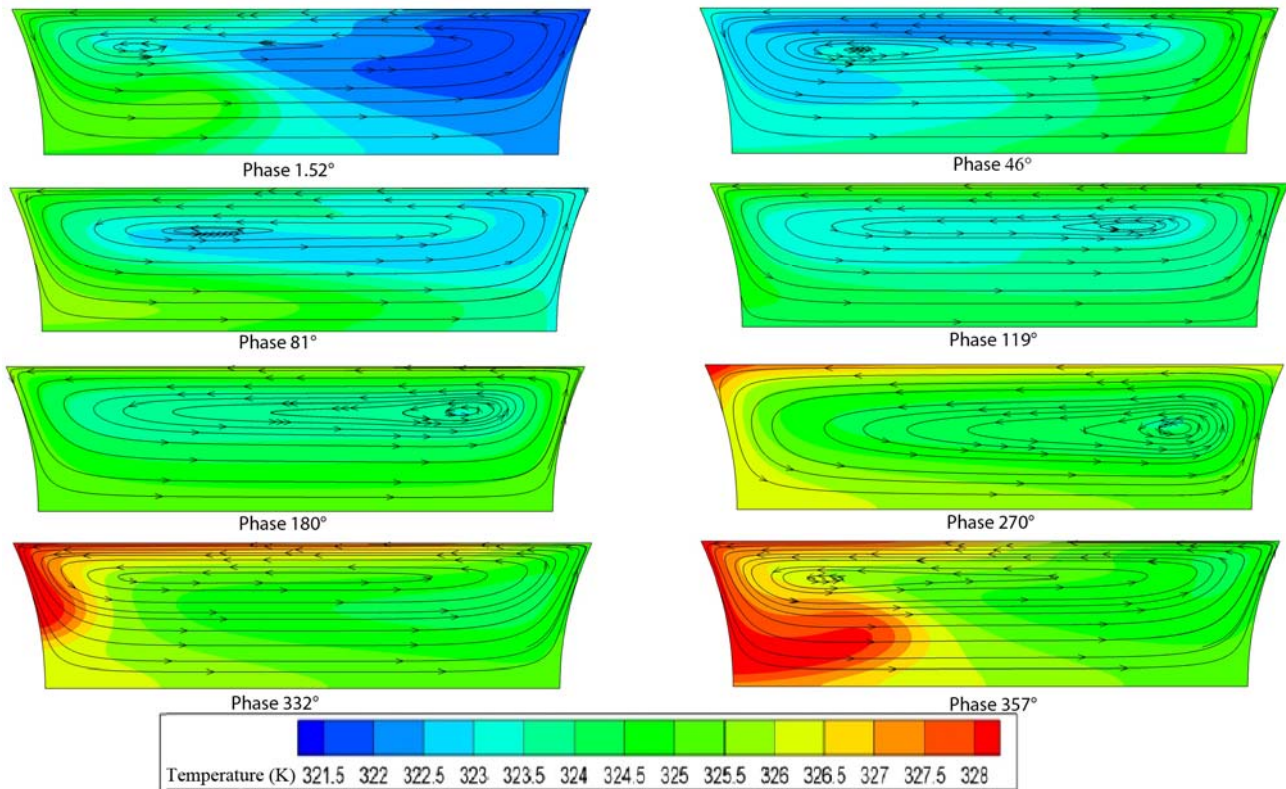 Phase 1.52°
Phase 46°
Phase 81°
Phase 119°
Phase 180°
Phase 270°
Phase 332°
Phase 357°
Temperature (K) 321.5 322 322.5 323 323.5 324 324.5 325 325.5 326 326.5 327 327.5 328